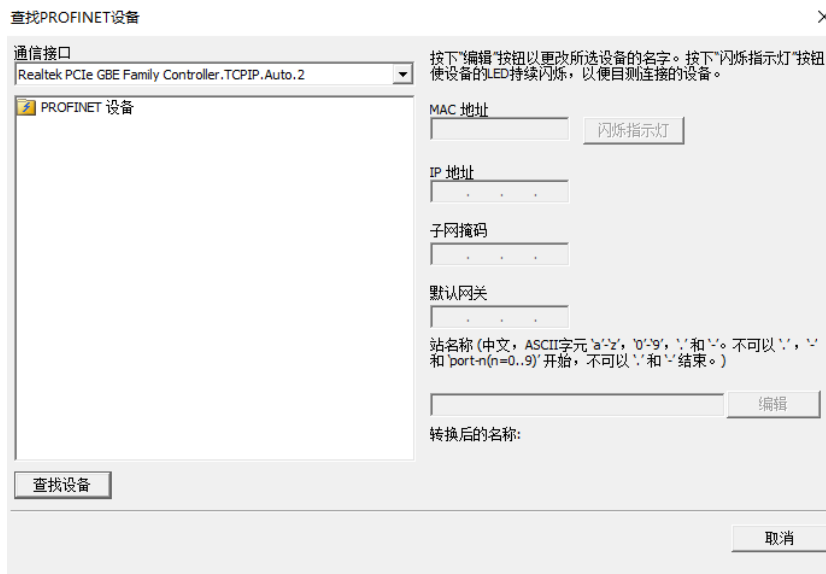 查找PROFINET设备
通信接口
Realtek PCIe GBE Family Controller.TCPIP.Auto.2
PROFINET 设备
查找设备
按下"编辑"按钮以更改所选设备的名字。按下"闪烁指示灯"按钮
使设备的LED持续闪烁，以便目测连接的设备。
MAC 地址
闪烁指示灯
IP 地址
. . .
子网掩码
. . .
默认网关
. . .
站名称 (中文，ASCII字元 'a'-'z'，'0'-'9'，'.' 和 '-'。不可以 '.' ，'-'
和 'port-n(n=0..9)' 开始，不可以 '.' 和 '-' 结束。)
编辑
转换后的名称:
取消